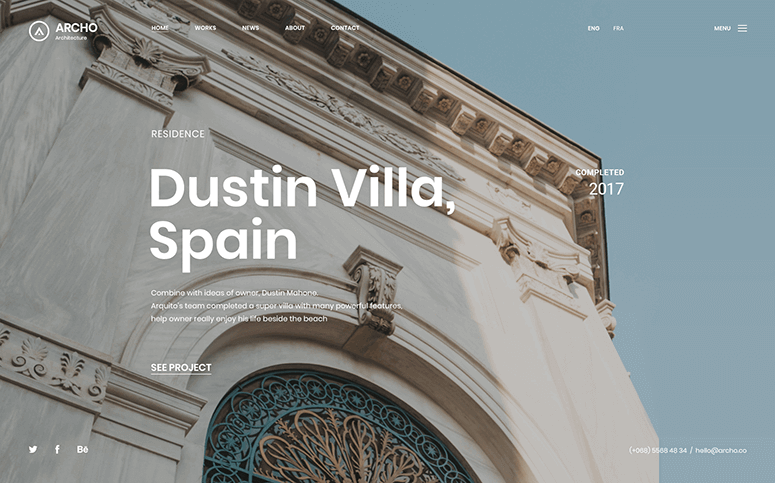 ARCHO
Architecture
HOME WORKS NEWS ABOUT CONTACT
ENG FRA
MENU
RESIDENCE
Dustin Villa,
Spain
COMPLETED
2017
Combine with ideas of owner, Dustin Mahone.
Arquito's team completed a super villa with many powerful features,
help owner really enjoy his life beside the beach
SEE PROJECT
Bē
(+068) 5568 48 34 / hello@archo.co